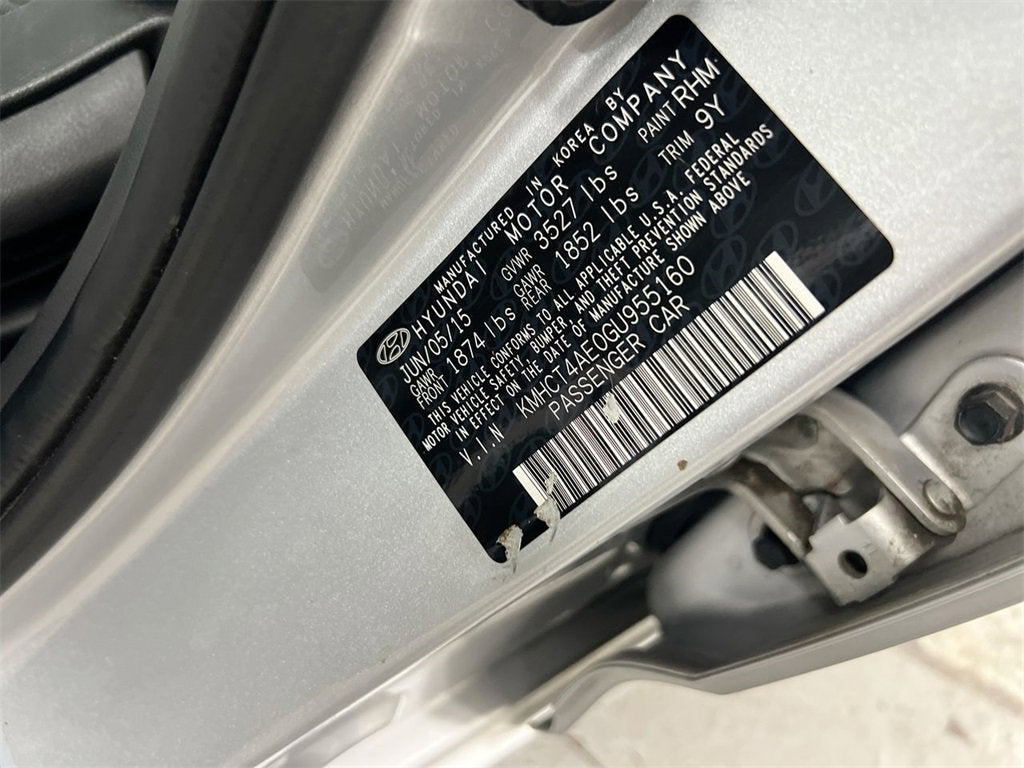 MANUFACTURED IN KOREA BY
HYUNDAI MOTOR COMPANY
JUN/05/15 GVWR 3527 lbs PAINT RHM
GAWR FRONT 1874 lbs GAWR REAR 1852 lbs TRIM 9Y
THIS VEHICLE CONFORMS TO ALL APPLICABLE U.S.A. FEDERAL
MOTOR VEHICLE SAFETY, BUMPER, AND THEFT PREVENTION STANDARDS
IN EFFECT ON THE DATE OF MANUFACTURE SHOWN ABOVE
V.I.N KMHCT4AE0GU955160
PASSENGER CAR